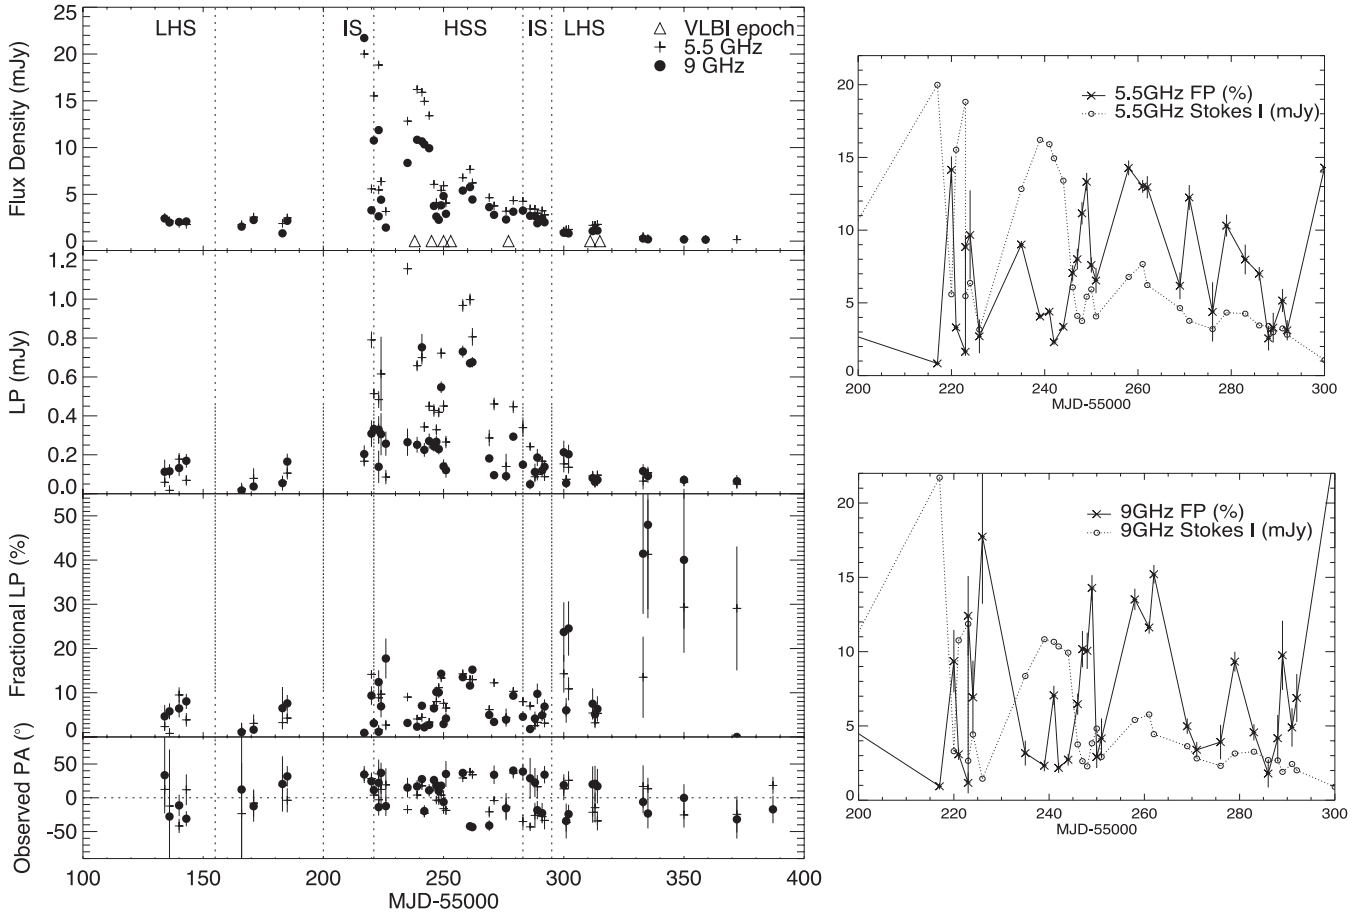 LHS IS HSS IS LHS
△ VLBI epoch
+ 5.5 GHz
● 9 GHz
Flux Density (mJy)
25
20
15
10
5
0
LP (mJy)
1.2
1.0
0.8
0.6
0.4
0.2
0.0
Fractional LP (%)
50
40
30
20
10
0
Observed PA (°)
50
0
-50
100 150 200 250 300 350 400
MJD-55000
5.5GHz FP (%)
5.5GHz Stokes I (mJy)
20
15
10
5
0
200 220 240 260 280 300
MJD-55000
9GHz FP (%)
9GHz Stokes I (mJy)
20
15
10
5
0
200 220 240 260 280 300
MJD-55000